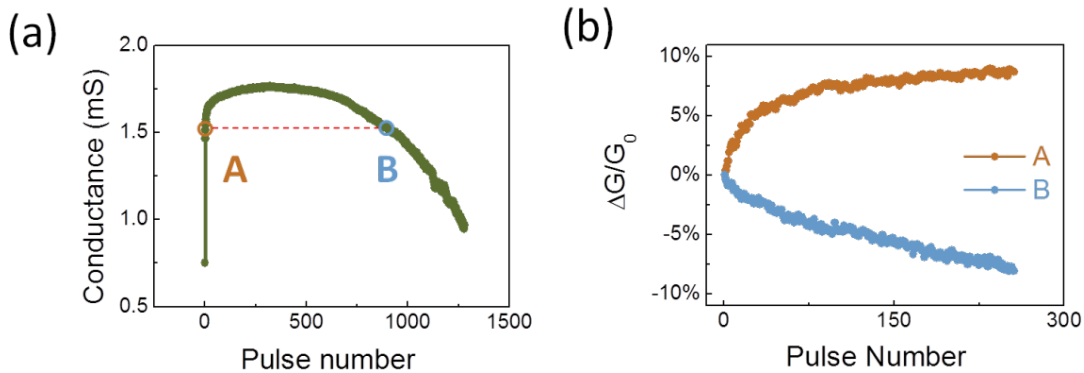 (a)
Conductance (mS)
2.0
1.5
1.0
0.5
A
B
0
500
1000
1500
Pulse number
(b)
ΔG/G0
10%
5%
0%
-5%
-10%
A
B
0
150
300
Pulse Number